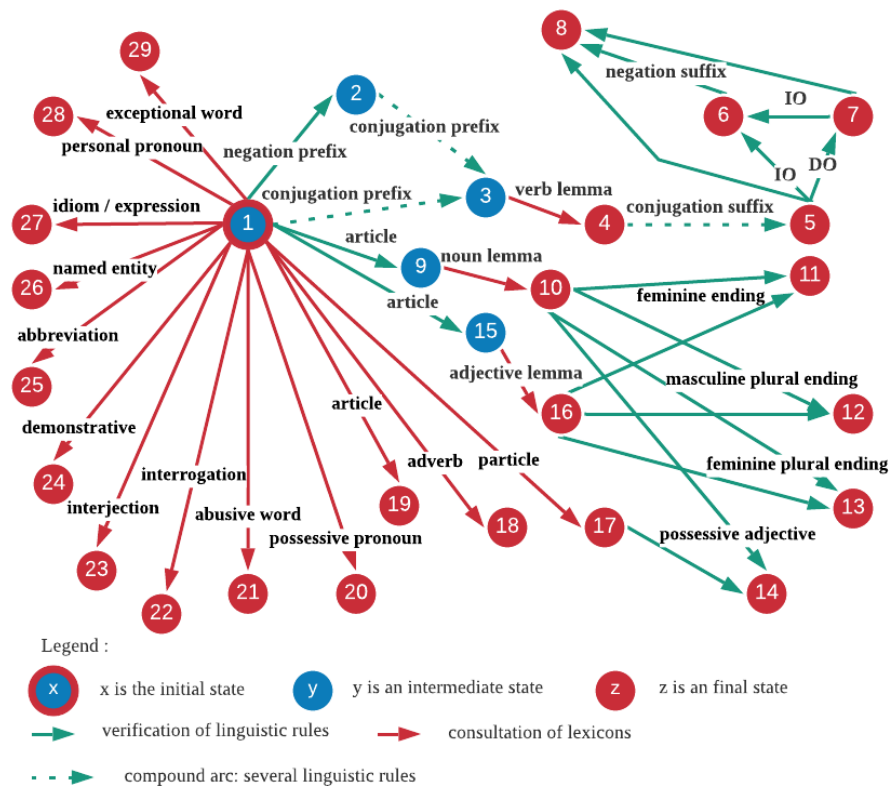 29
8
2
negation suffix
28
exceptional word
6
IO
7
conjugation prefix
personal pronoun
negation prefix
IO
DO
conjugation prefix
3
verb lemma
idiom / expression
27
1
4
conjugation suffix
5
article
noun lemma
named entity
9
11
26
10
feminine ending
article
15
abbreviation
adjective lemma
masculine plural ending
25
article
16
12
demonstrative
adverb
particle
feminine plural ending
interrogation
24
19
13
interjection
abusive word
18
17
possessive adjective
possessive pronoun
23
21
20
14
22
Legend :
x
x is the initial state
y
y is an intermediate state
z
z is an final state
verification of linguistic rules
consultation of lexicons
compound arc: several linguistic rules